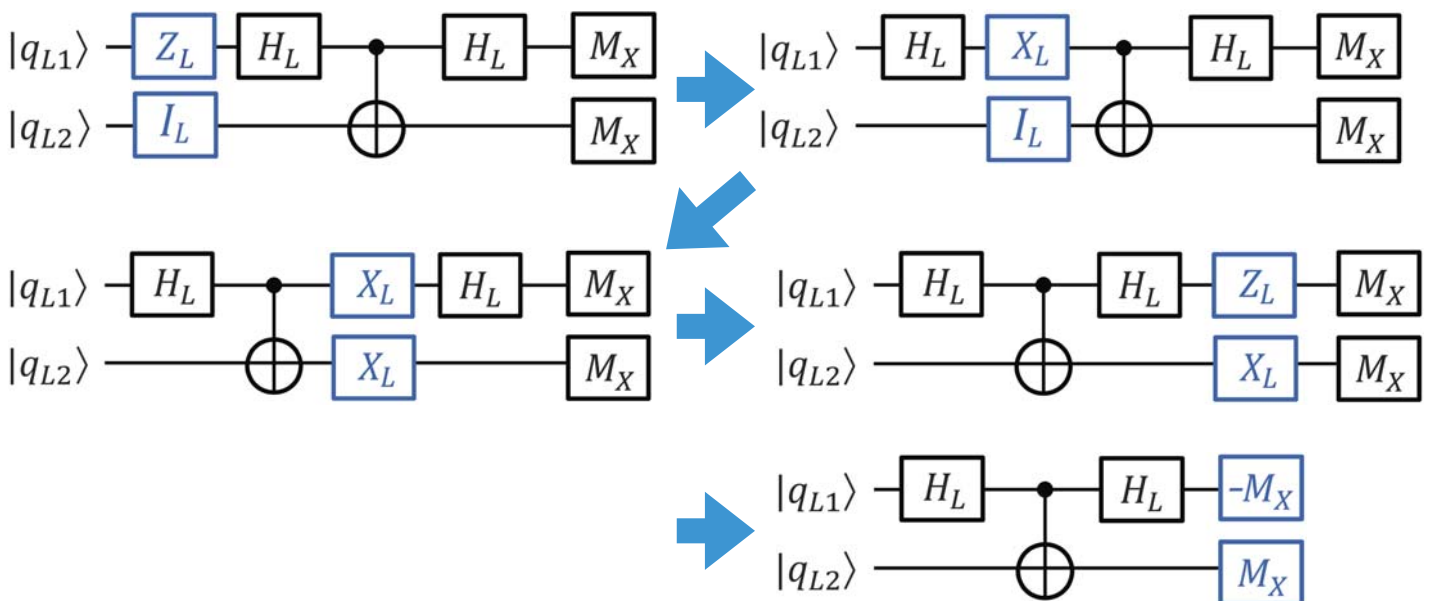 |q_{L1}⟩ Z_L H_L H_L M_X
|q_{L2}⟩ I_L M_X
|q_{L1}⟩ H_L X_L H_L M_X
|q_{L2}⟩ I_L M_X
|q_{L1}⟩ H_L X_L H_L M_X
|q_{L2}⟩ X_L M_X
|q_{L1}⟩ H_L H_L Z_L M_X
|q_{L2}⟩ X_L M_X
|q_{L1}⟩ H_L H_L -M_X
|q_{L2}⟩ M_X